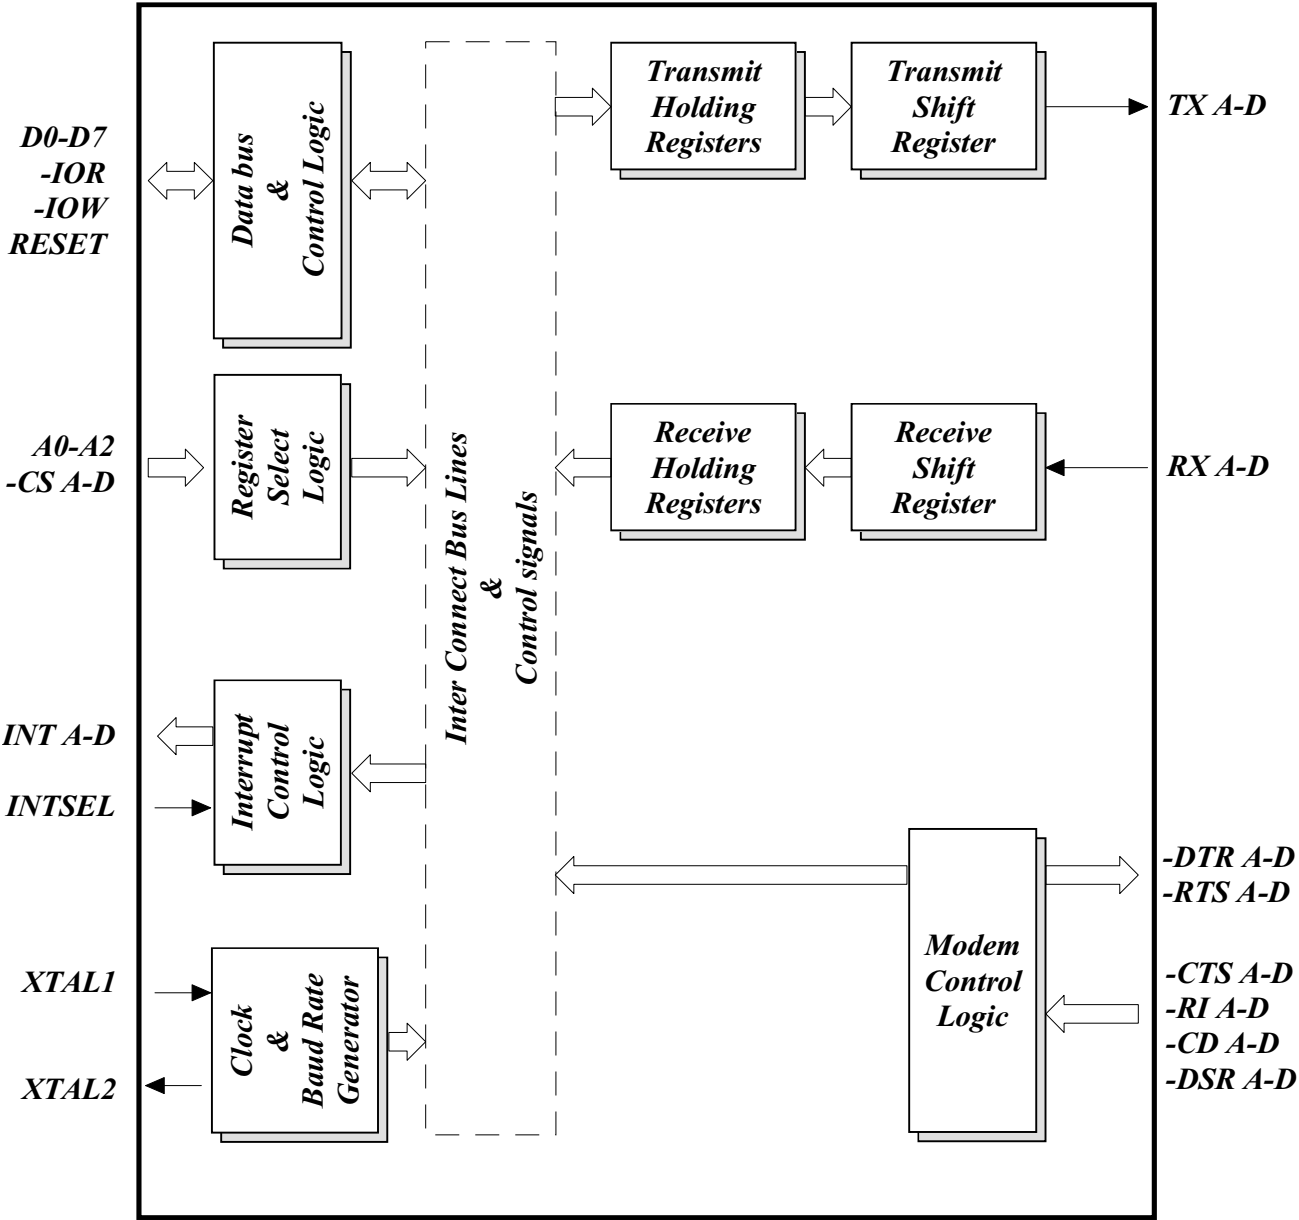 D0-D7
-IOR
-IOW
RESET
Data bus
&
Control Logic
A0-A2
-CS A-D
Register
Select
Logic
INT A-D
INTSEL
Interrupt
Control
Logic
XTAL1
XTAL2
Clock
&
Baud Rate
Generator
Inter Connect Bus Lines
&
Control signals
Transmit
Holding
Registers
Transmit
Shift
Register
TX A-D
Receive
Holding
Registers
Receive
Shift
Register
RX A-D
Modem
Control
Logic
-DTR A-D
-RTS A-D
-CTS A-D
-RI A-D
-CD A-D
-DSR A-D